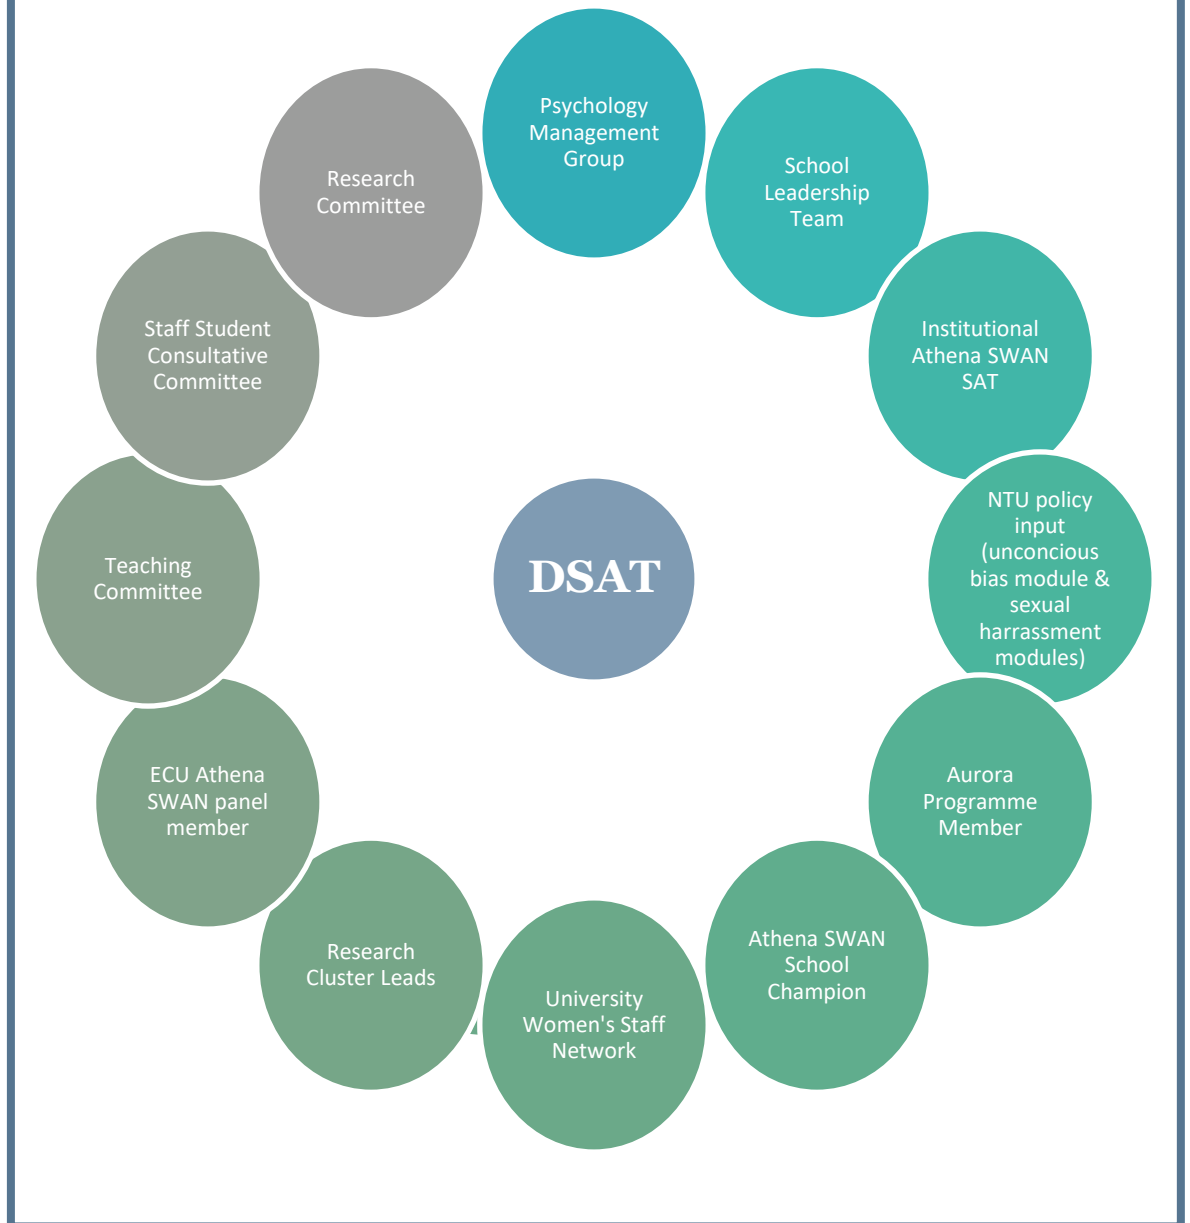 Psychology
Management
Group
School
Leadership
Team
Institutional
Athena SWAN
SAT
NTU policy
input
(unconcious
bias module &
sexual
harrassment
modules)
Aurora
Programme
Member
Athena SWAN
School
Champion
University
Women's Staff
Network
Research
Cluster Leads
ECU Athena
SWAN panel
member
Teaching
Committee
Staff Student
Consultative
Committee
Research
Committee
DSAT